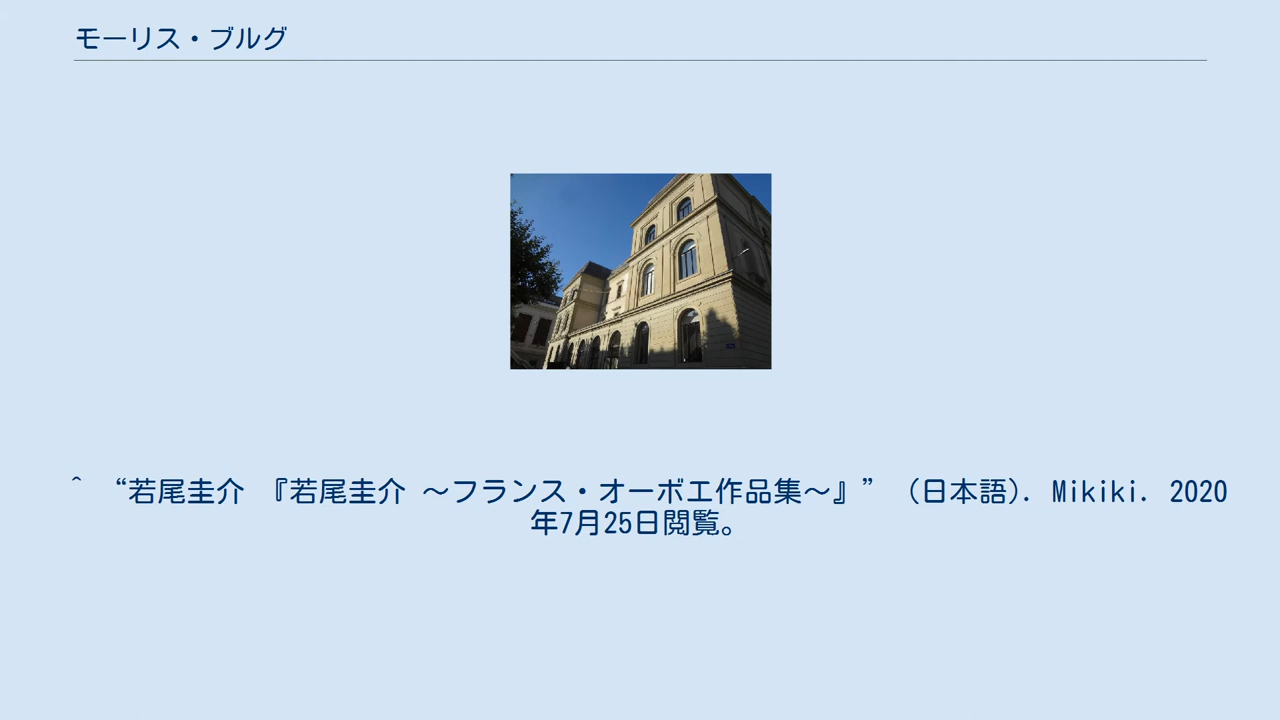 モーリス・ブルグ
^ “若尾圭介 『若尾圭介 ～フランス・オーボエ作品集～』” (日本語). Mikiki. 2020
年7月25日閲覧。